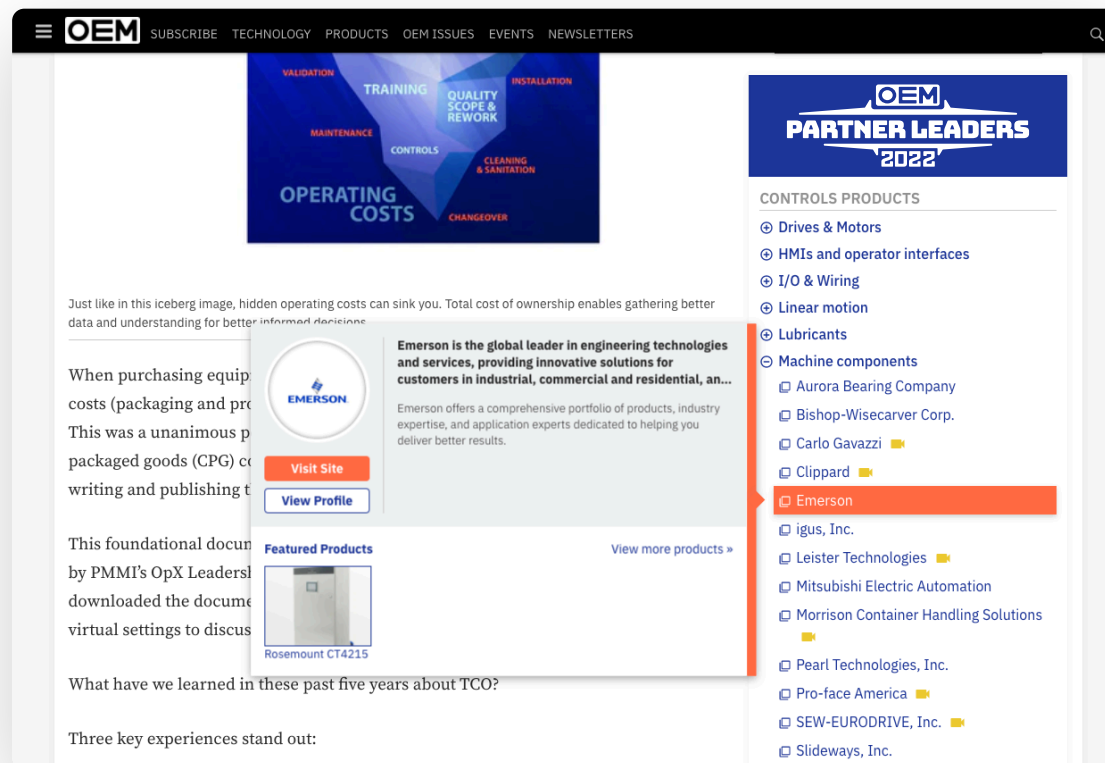 OEM
SUBSCRIBE TECHNOLOGY PRODUCTS OEM ISSUES EVENTS NEWSLETTERS
VALIDATION
INSTALLATION
TRAINING
QUALITY
SCOPE &
REWORK
MAINTENANCE
CONTROLS
CLEANING
& SANITATION
OPERATING
COSTS
CHANGEOVER
Just like in this iceberg image, hidden operating costs can sink you. Total cost of ownership enables gathering better
data and understanding for better informed decisions.
When purchasing equip
costs (packaging and pro
This was a unanimous p
packaged goods (CPG) co
writing and publishing t
This foundational docum
by PMMI's OpX Leaders
downloaded the docume
virtual settings to discus
What have we learned in these past five years about TCO?
Three key experiences stand out:
EMERSON
Visit Site
View Profile
Emerson is the global leader in engineering technologies
and services, providing innovative solutions for
customers in industrial, commercial and residential, an...
Emerson offers a comprehensive portfolio of products, industry
expertise, and application experts dedicated to helping you
deliver better results.
Featured Products
View more products »
Rosemount CT4215
OEM
PARTNER LEADERS
2022
CONTROLS PRODUCTS
Drives & Motors
HMIs and operator interfaces
I/O & Wiring
Linear motion
Lubricants
Machine components
Aurora Bearing Company
Bishop-Wisecarver Corp.
Carlo Gavazzi
Clippard
Emerson
igus, Inc.
Leister Technologies
Mitsubishi Electric Automation
Morrison Container Handling Solutions
Pearl Technologies, Inc.
Pro-face America
SEW-EURODRIVE, Inc.
Slideways, Inc.